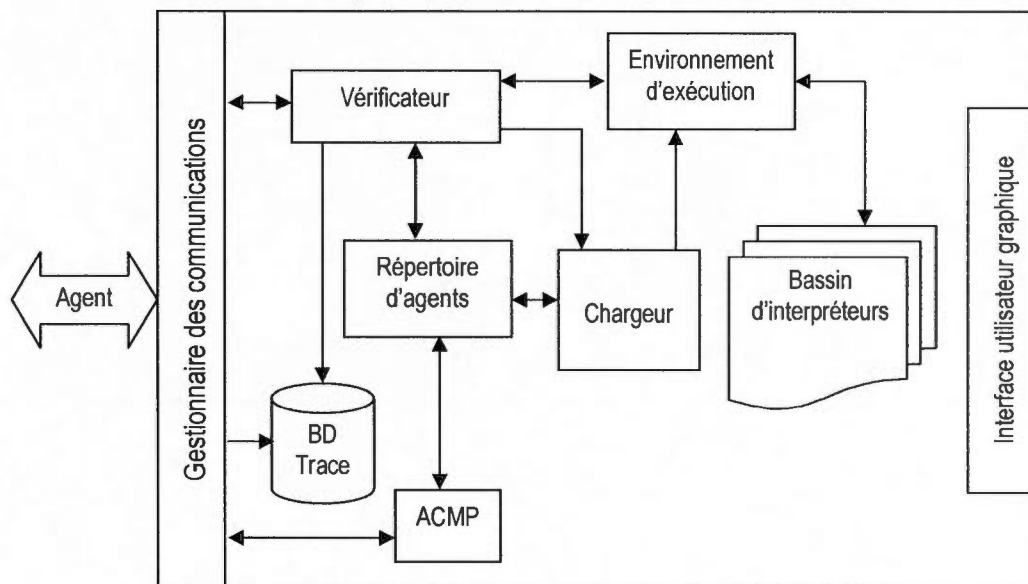 Gestionnaire des communications
Agent
Vérificateur
Environnement
d'exécution
Répertoire
d'agents
Chargeur
Bassin
d'interpréteurs
BD
Trace
ACMP
Interface utilisateur graphique